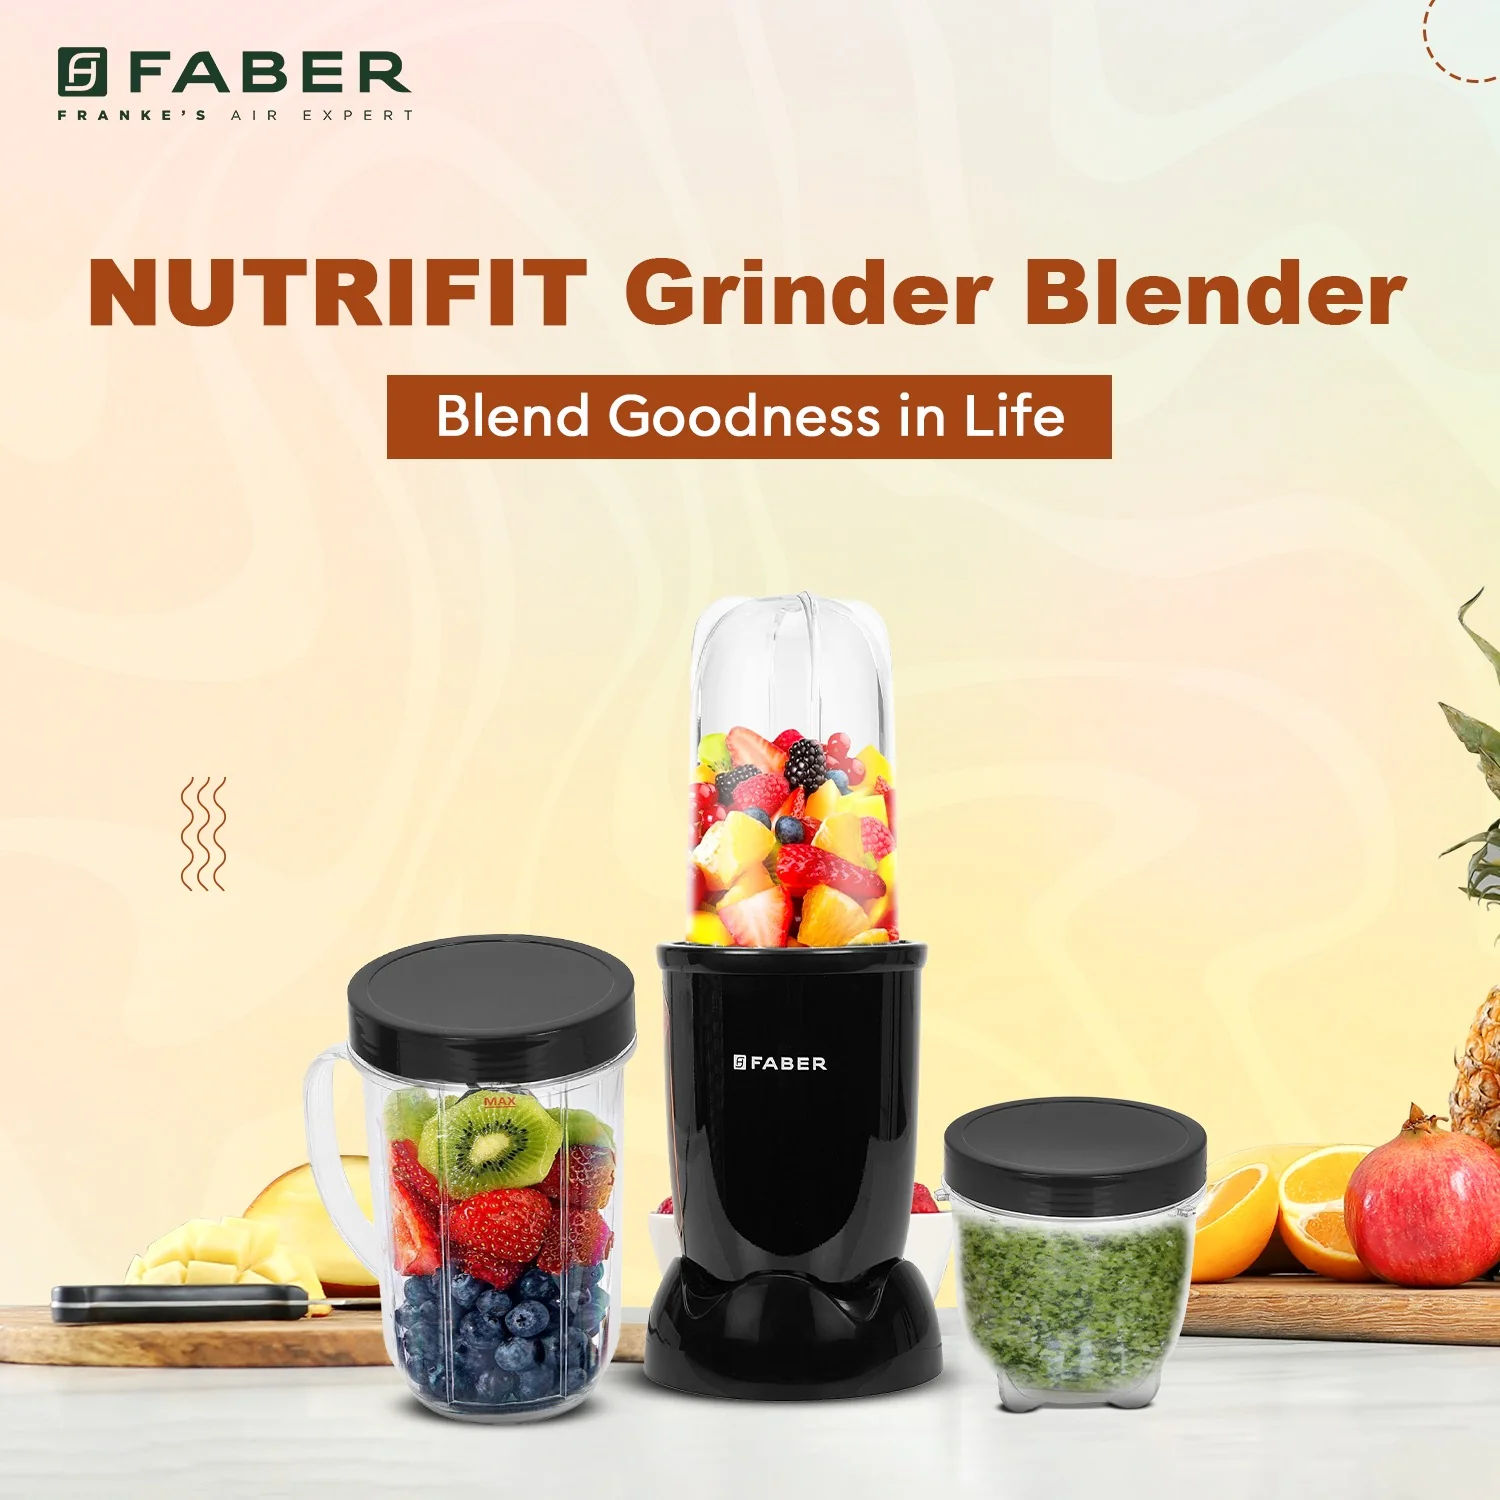 FABER
FRANKE'S AIR EXPERT
NUTRIFIT Grinder Blender
Blend Goodness in Life
FABER
MAX